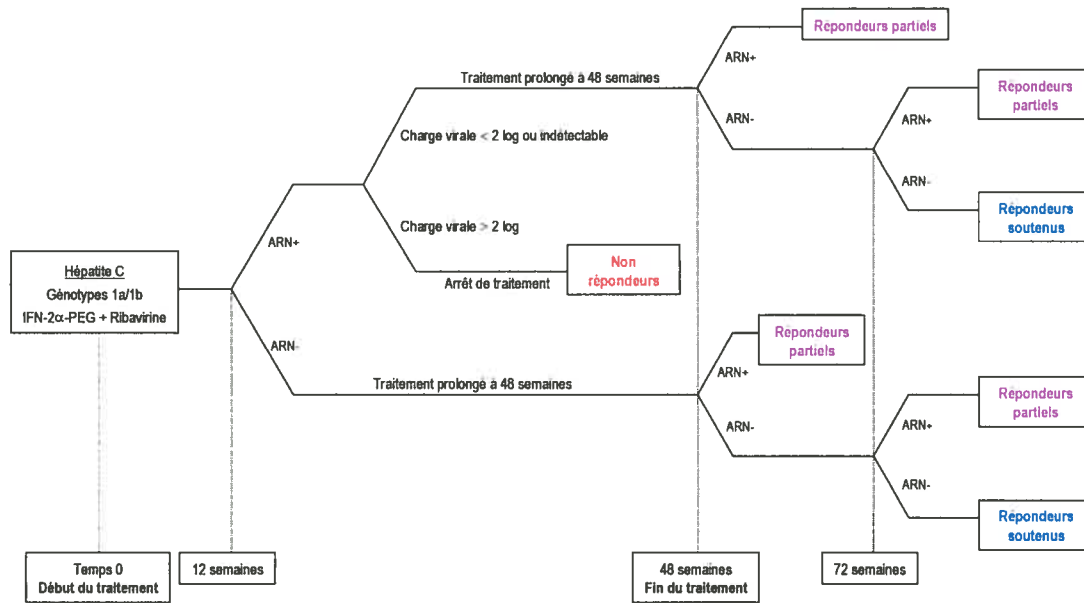 Répondeurs partiels
ARN+
Traitement prolongé à 48 semaines
Répondeurs
partiels
ARN-
ARN+
Charge virale < 2 log ou indétectable
ARN-
Répondeurs
soutenus
Charge virale > 2 log
ARN+
Hépatite C
Génotypes 1a/1b
IFN-2α-PEG + Ribavirine
Non
répondeurs
Arrêt de traitement
ARN-
Répondeurs
partiels
ARN+
Traitement prolongé à 48 semaines
Répondeurs
partiels
ARN-
ARN+
ARN-
Répondeurs
soutenus
Temps 0
Début du traitement
12 semaines
48 semaines
Fin du traitement
72 semaines